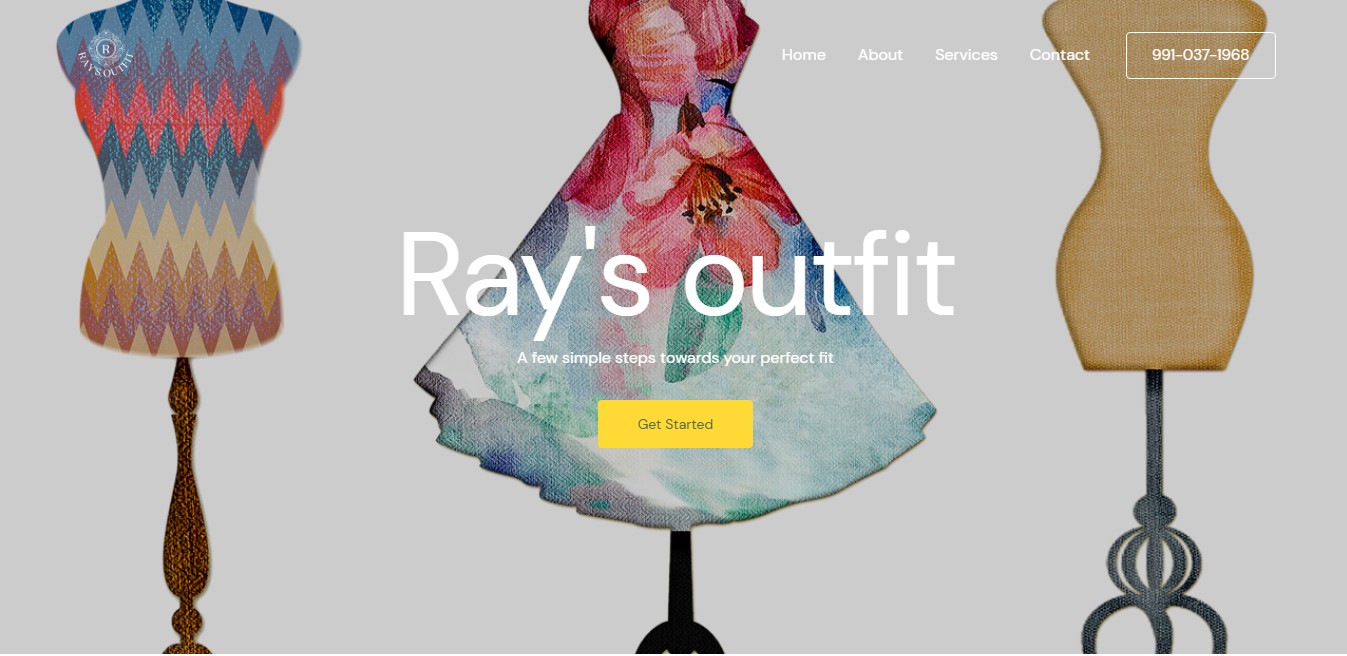 R
RAY'S OUTFIT
Home About Services Contact 991-037-1968
Ray's outfit
A few simple steps towards your perfect fit
Get Started